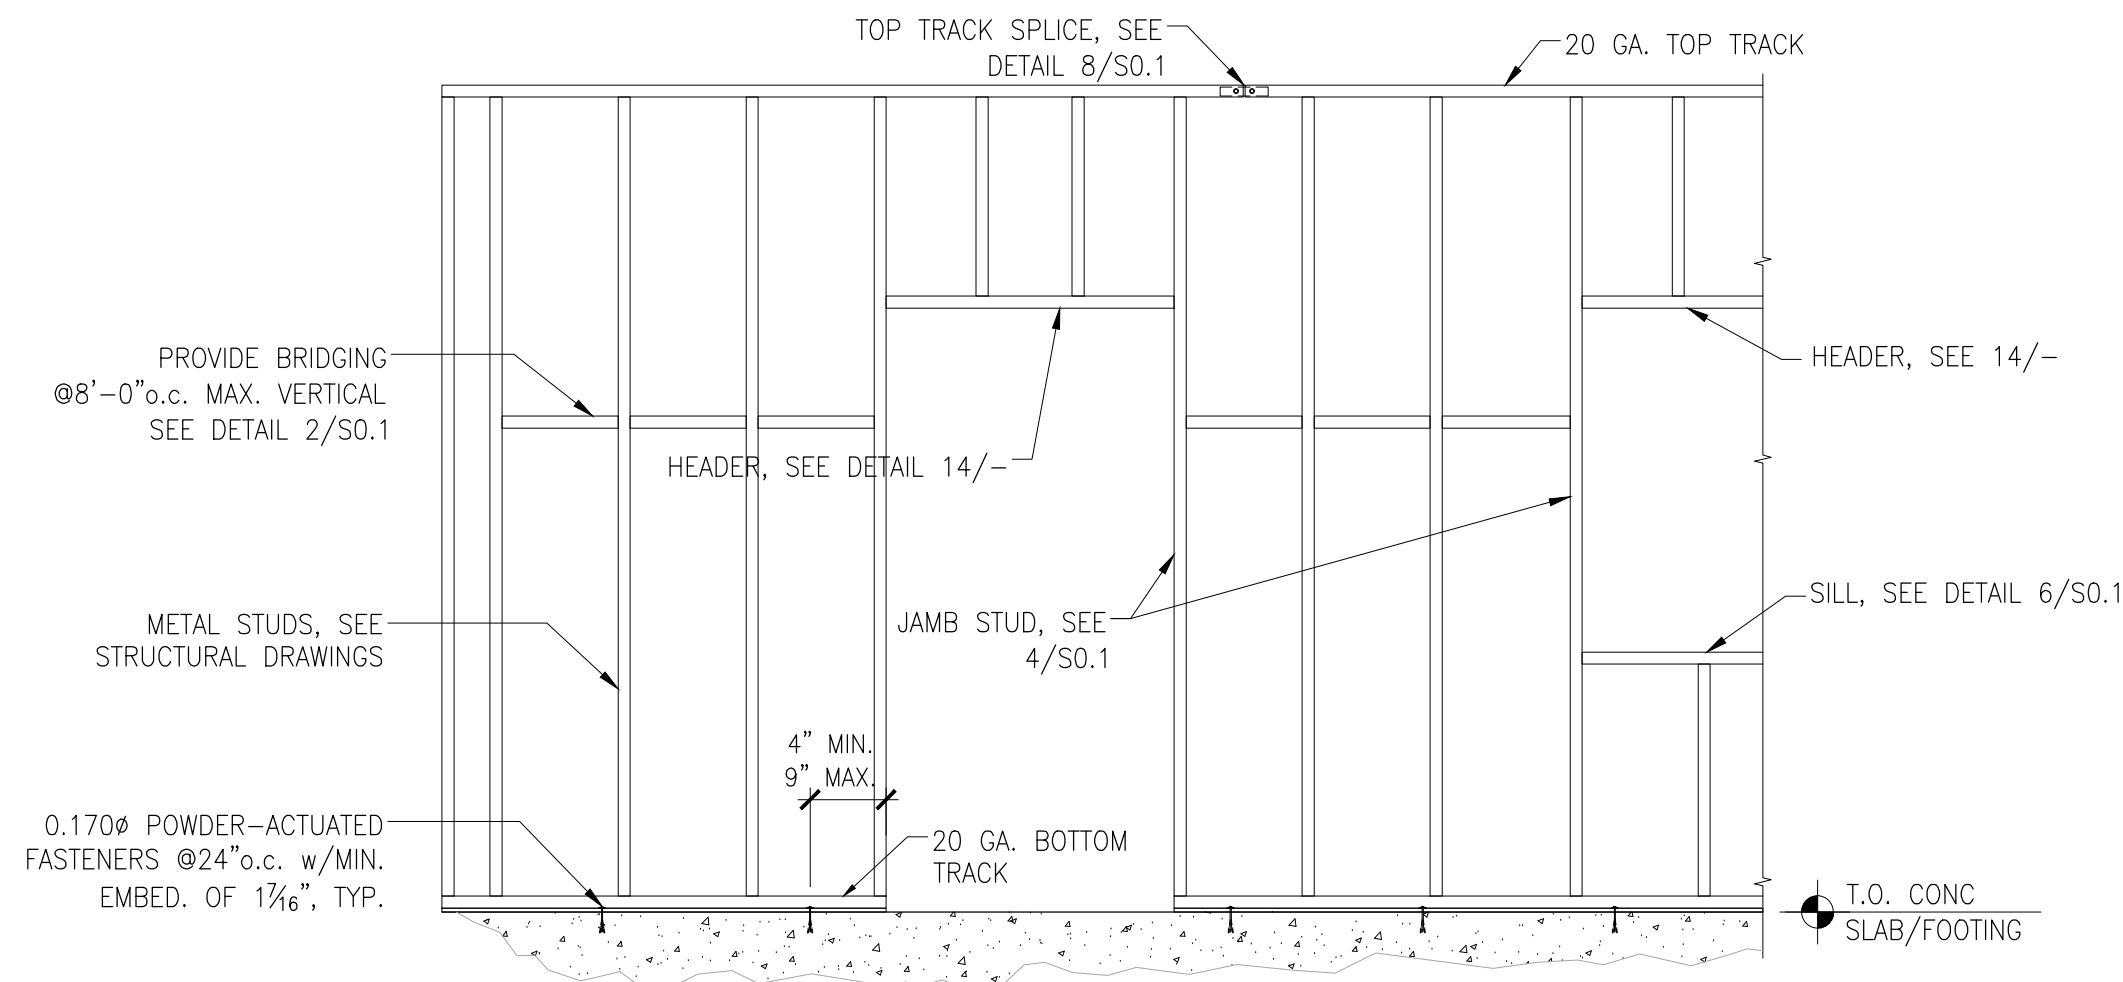 TOP TRACK SPLICE, SEE
DETAIL 8/S0.1
20 GA. TOP TRACK
PROVIDE BRIDGING
@8'-0"o.c. MAX. VERTICAL
SEE DETAIL 2/S0.1
HEADER, SEE 14/-
HEADER, SEE DETAIL 14/-
METAL STUDS, SEE
STRUCTURAL DRAWINGS
JAMB STUD, SEE
4/S0.1
SILL, SEE DETAIL 6/S0.1
4" MIN.
9" MAX.
0.170ø POWDER-ACTUATED
FASTENERS @24"o.c. w/MIN.
EMBED. OF 1 7/16", TYP.
20 GA. BOTTOM
TRACK
T.O. CONC
SLAB/FOOTING